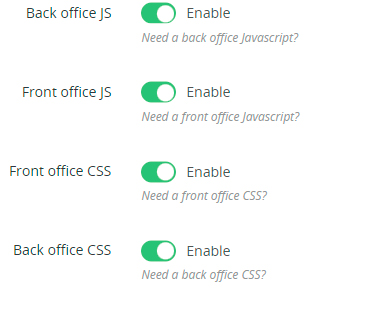 Back office JS Enable
Need a back office Javascript?
Front office JS Enable
Need a front office Javascript?
Front office CSS Enable
Need a front office CSS?
Back office CSS Enable
Need a back office CSS?